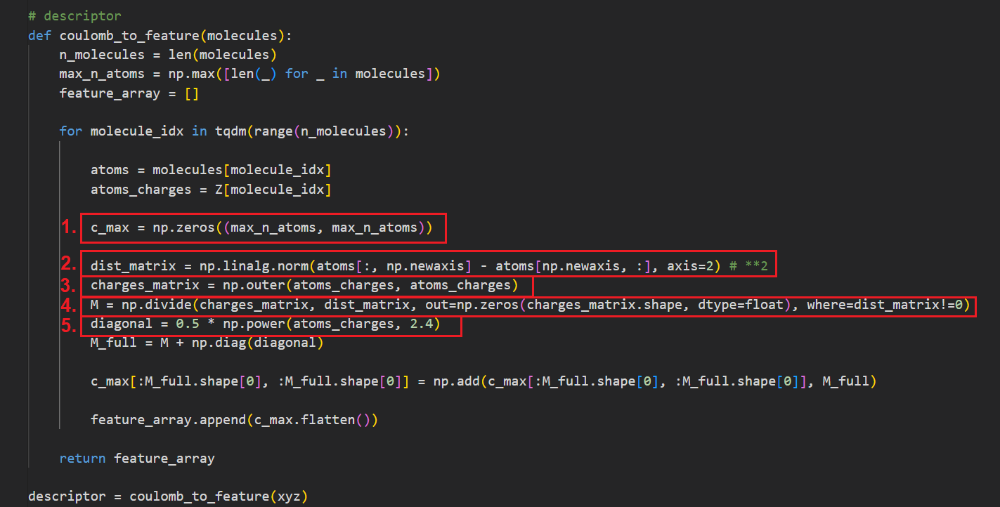 # descriptor
def coulomb_to_feature(molecules):
n_molecules = len(molecules)
max_n_atoms = np.max([len(_) for _ in molecules])
feature_array = []
for molecule_idx in tqdm(range(n_molecules)):
atoms = molecules[molecule_idx]
atoms_charges = Z[molecule_idx]
1. c_max = np.zeros((max_n_atoms, max_n_atoms))
2. dist_matrix = np.linalg.norm(atoms[:, np.newaxis] - atoms[np.newaxis, :], axis=2) # **2
3. charges_matrix = np.outer(atoms_charges, atoms_charges)
4. M = np.divide(charges_matrix, dist_matrix, out=np.zeros(charges_matrix.shape, dtype=float), where=dist_matrix!=0)
5. diagonal = 0.5 * np.power(atoms_charges, 2.4)
M_full = M + np.diag(diagonal)
c_max[:M_full.shape[0], :M_full.shape[0]] = np.add(c_max[:M_full.shape[0], :M_full.shape[0]], M_full)
feature_array.append(c_max.flatten())
return feature_array
descriptor = coulomb_to_feature(xyz)